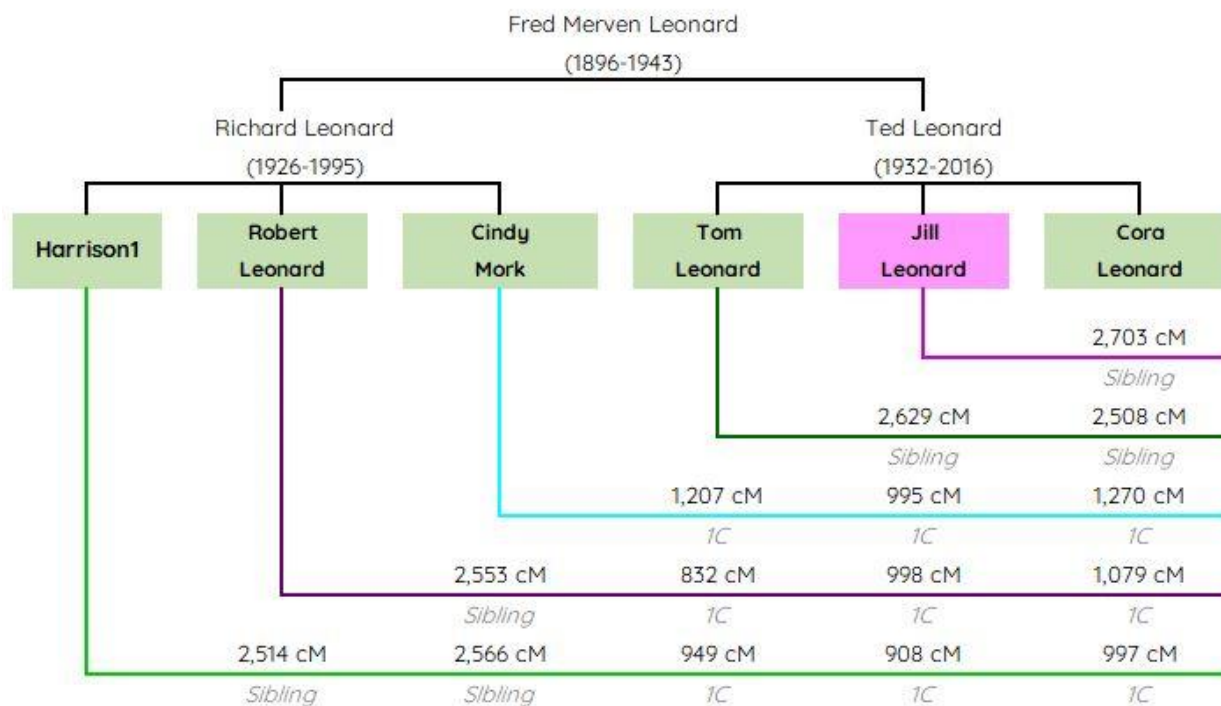 Fred Merven Leonard
(1896-1943)
Richard Leonard
(1926-1995)
Ted Leonard
(1932-2016)
Harrison1
Robert
Leonard
Cindy
Mork
Tom
Leonard
Jill
Leonard
Cora
Leonard
2,703 cM
Sibling
2,629 cM 2,508 cM
Sibling Sibling
1,207 cM 995 cM 1,270 cM
1C 1C 1C
2,553 cM 832 cM 998 cM 1,079 cM
Sibling 1C 1C 1C
2,514 cM 2,566 cM 949 cM 908 cM 997 cM
Sibling Sibling 1C 1C 1C